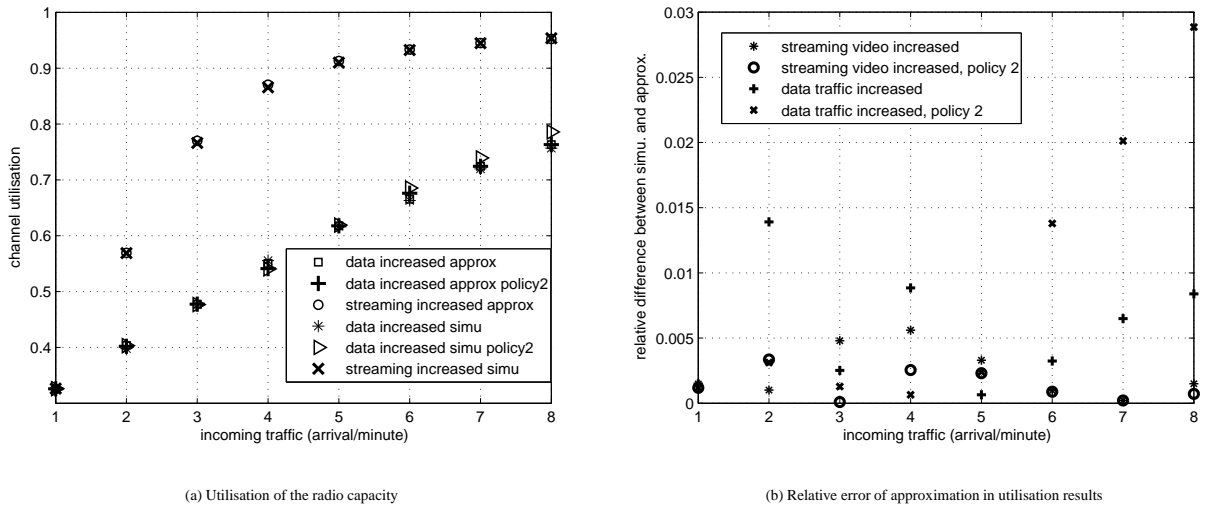 1
0.9
0.8
0.7
0.6
0.5
0.4
channel utilisation
data increased approx
data increased approx policy2
streaming increased approx
data increased simu
data increased simu policy2
streaming increased simu
1 2 3 4 5 6 7 8
incoming traffic (arrival/minute)
(a) Utilisation of the radio capacity
0.03
0.025
0.02
0.015
0.01
0.005
0
relative difference between simu. and approx.
streaming video increased
streaming video increased, policy 2
data traffic increased
data traffic increased, policy 2
1 2 3 4 5 6 7 8
incoming traffic (arrival/minute)
(b) Relative error of approximation in utilisation results